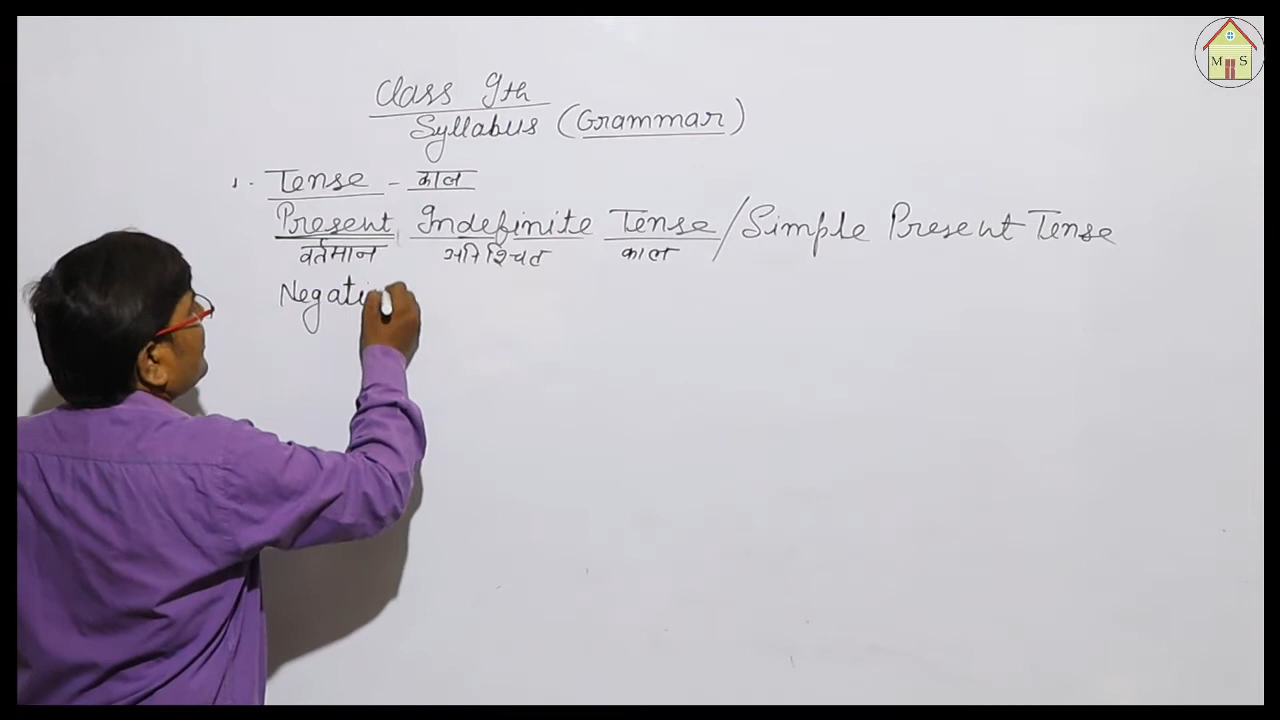 Class 9th
Syllabus (Grammar)
1. Tense - काल
Present Indefinite Tense/Simple Present Tense
वर्तमान अनिश्चित काल
Negati
M S